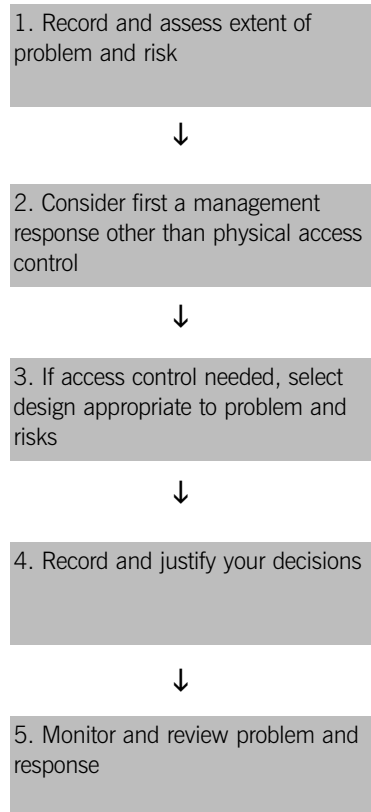 1. Record and assess extent of
problem and risk
↓
2. Consider first a management
response other than physical access
control
↓
3. If access control needed, select
design appropriate to problem and
risks
↓
4. Record and justify your decisions
↓
5. Monitor and review problem and
response